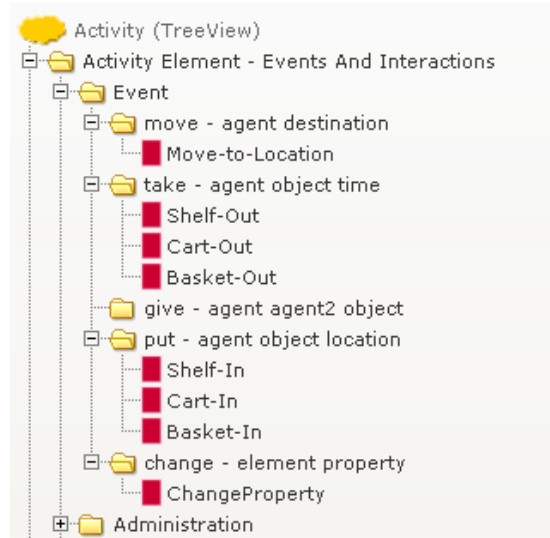 Activity (TreeView)
Activity Element - Events And Interactions
Event
move - agent destination
Move-to-Location
take - agent object time
Shelf-Out
Cart-Out
Basket-Out
give - agent agent2 object
put - agent object location
Shelf-In
Cart-In
Basket-In
change - element property
ChangeProperty
Administration